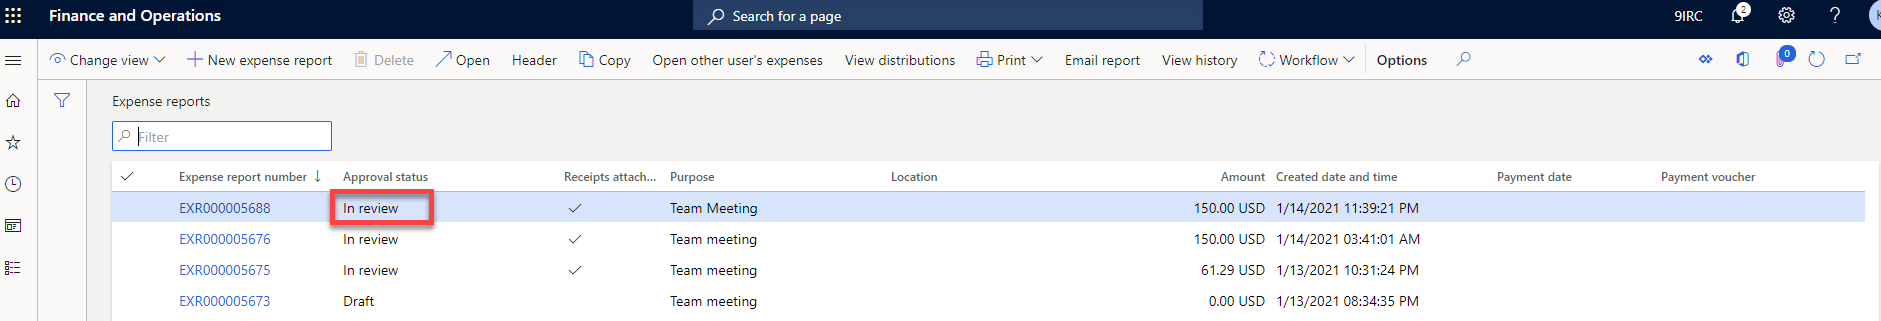 Finance and Operations
Search for a page
9IRC
2
?
K
Change view
New expense report
Delete
Open
Header
Copy
Open other user's expenses
View distributions
Print
Email report
View history
Workflow
Options
0
Expense reports
Filter
Expense report number Approval status Receipts attach... Purpose Location Amount Created date and time Payment date Payment voucher
EXR000005688 In review Team Meeting 150.00 USD 1/14/2021 11:39:21 PM
EXR000005676 In review Team meeting 150.00 USD 1/14/2021 03:41:01 AM
EXR000005675 In review Team meeting 61.29 USD 1/13/2021 10:31:24 PM
EXR000005673 Draft Team meeting 0.00 USD 1/13/2021 08:34:35 PM